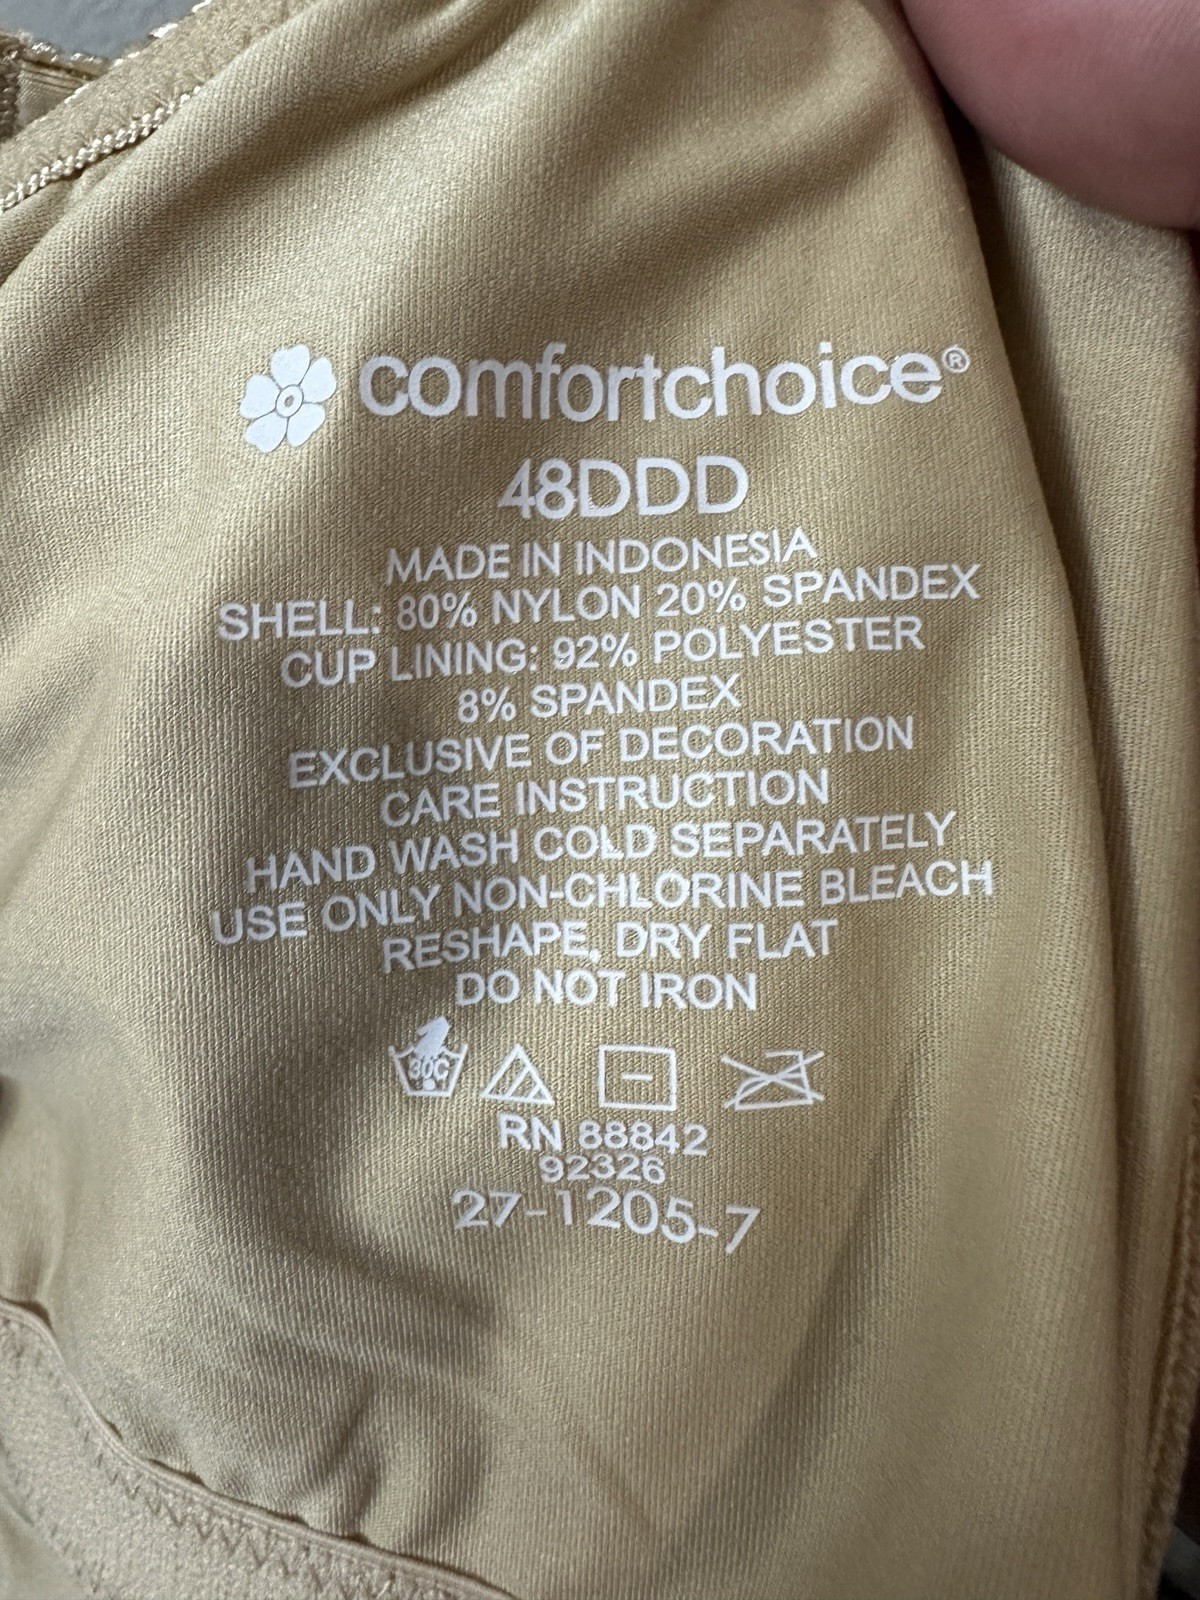 comfortchoice®
48DDD
MADE IN INDONESIA
SHELL: 80% NYLON 20% SPANDEX
CUP LINING: 92% POLYESTER
8% SPANDEX
EXCLUSIVE OF DECORATION
CARE INSTRUCTION
HAND WASH COLD SEPARATELY
USE ONLY NON-CHLORINE BLEACH
RESHAPE, DRY FLAT
DO NOT IRON
30C
RN 88842
92326
27-1205-7